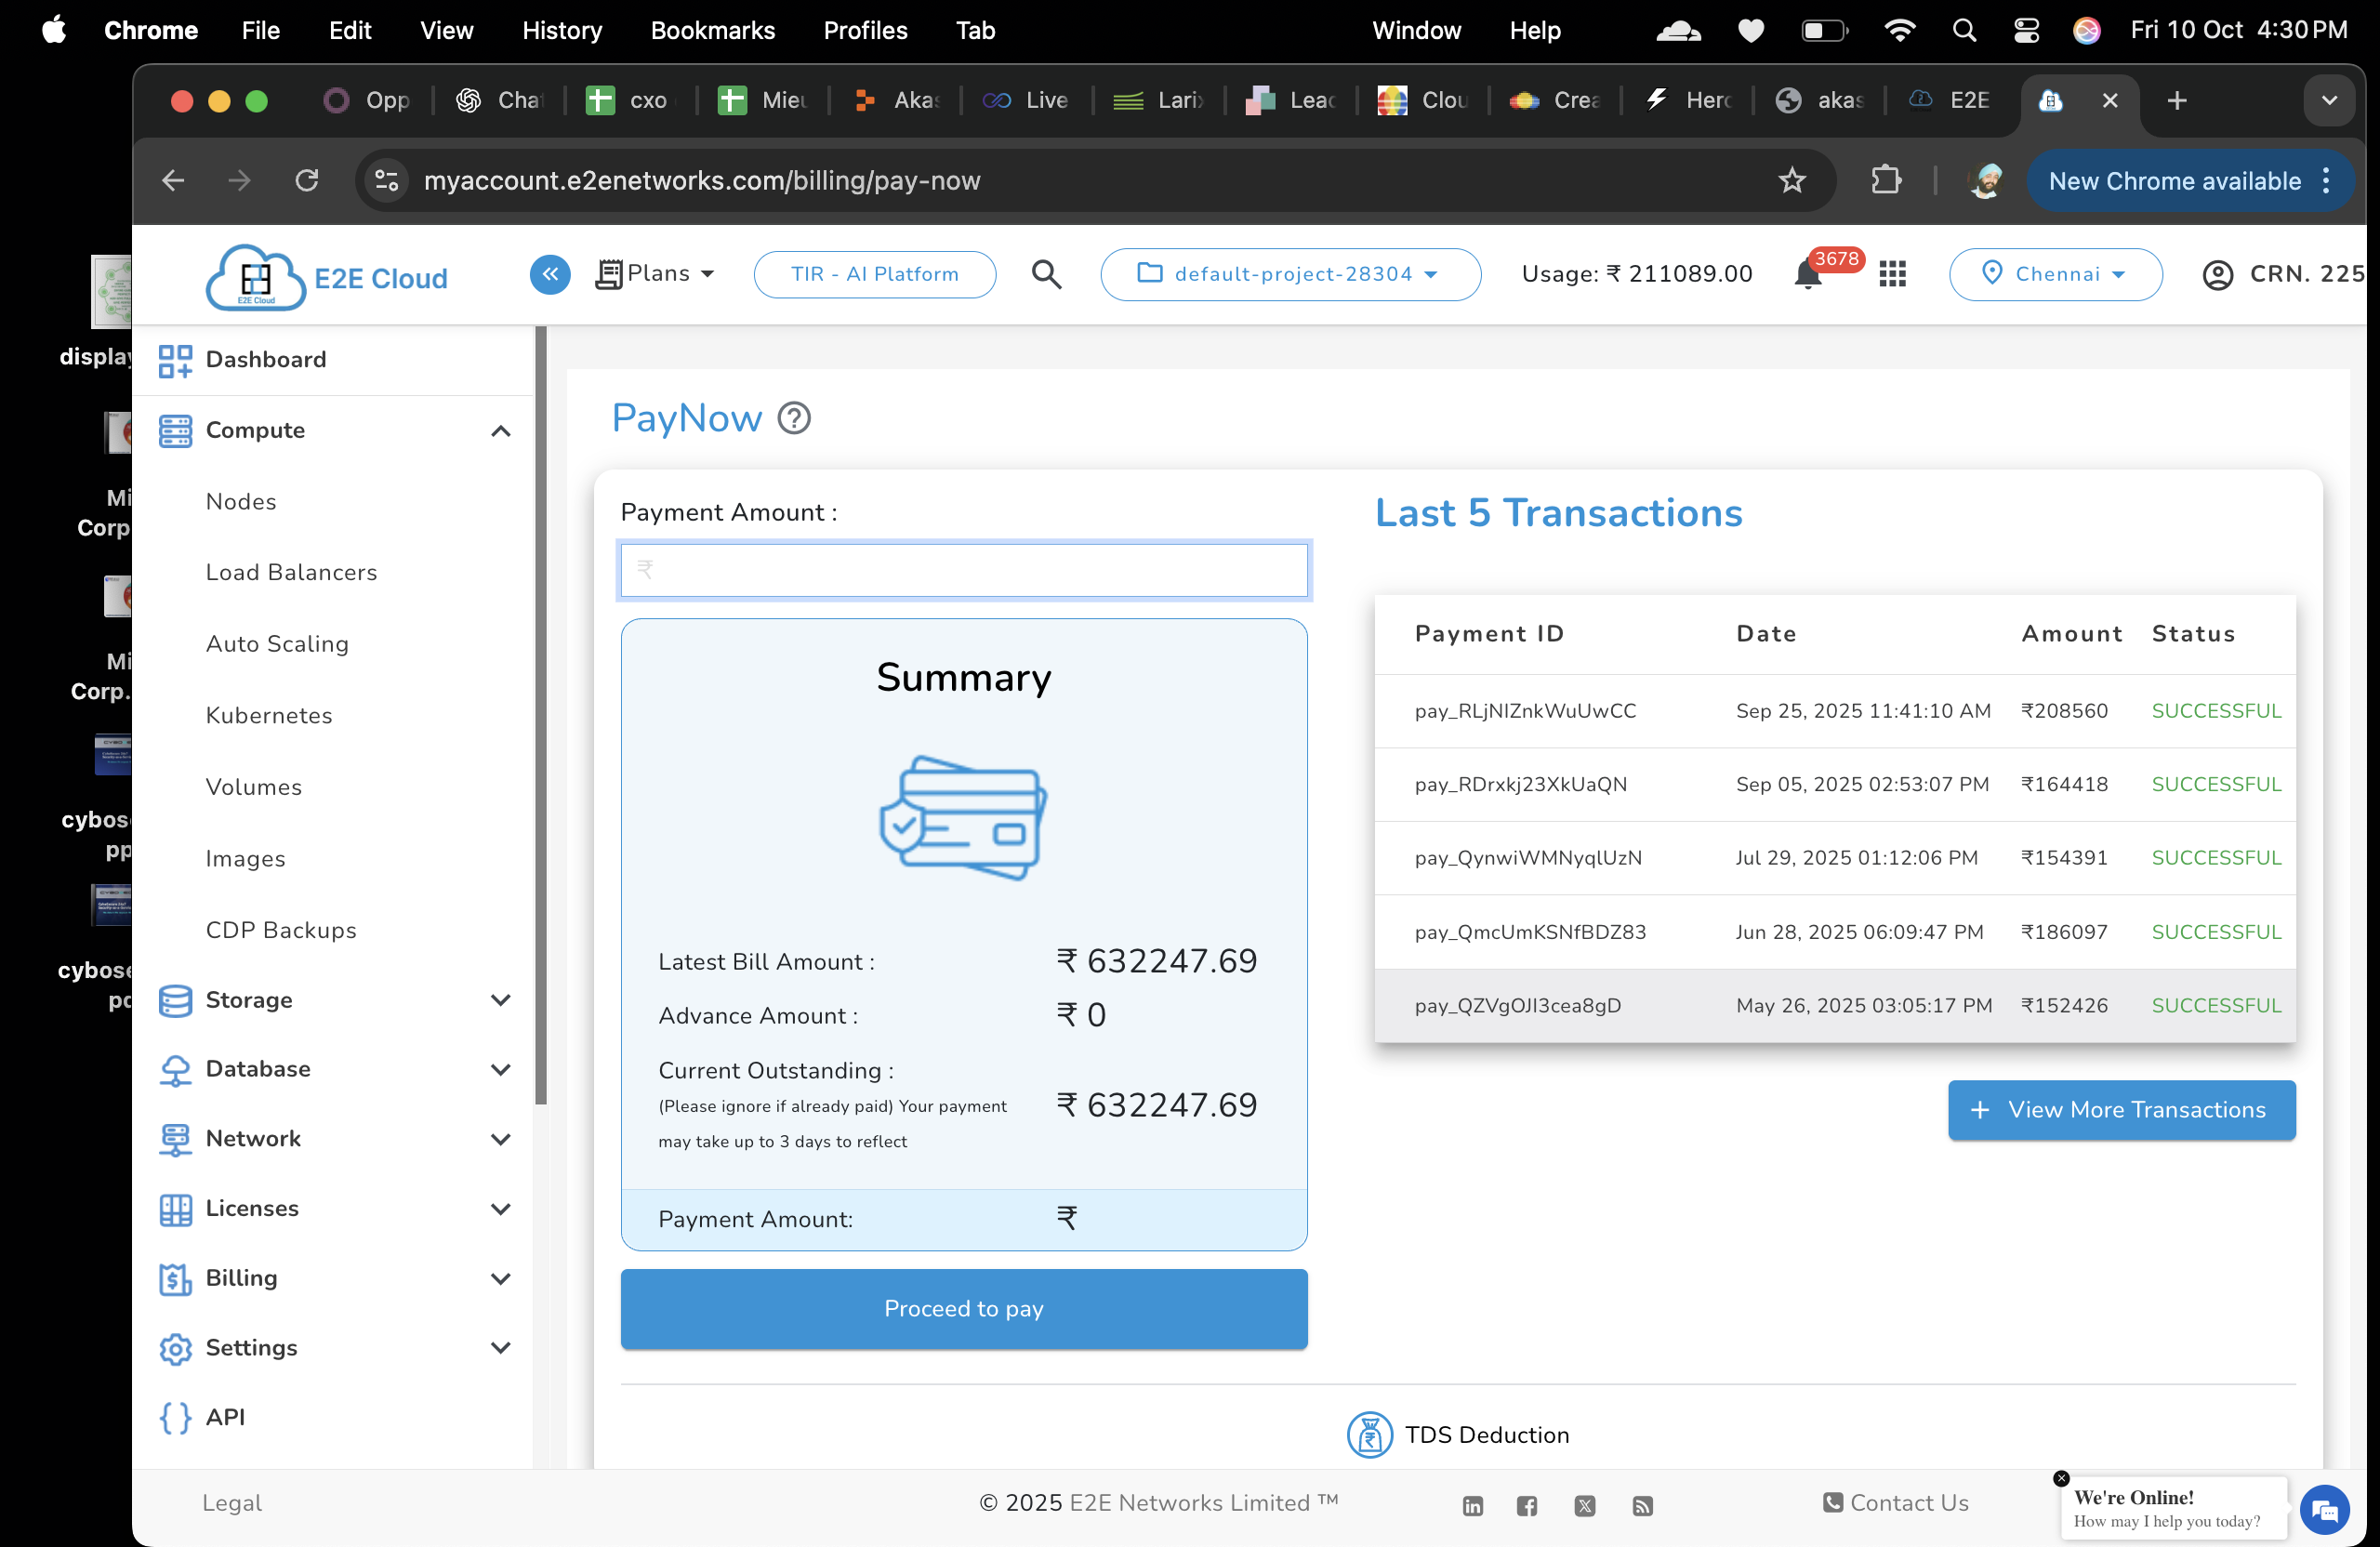 Chrome File Edit View History Bookmarks Profiles Tab Window Help Fri 10 Oct 4:30 PM
Opp Chat cxo Mieu Akas Live Larix Lead Clou Crea Hero akas E2E
myaccount.e2enetworks.com/billing/pay-now New Chrome available
E2E Cloud E2E Cloud Plans TIR - AI Platform default-project-28304 Usage: ₹ 211089.00 3678 Chennai CRN. 225
display
Mi
Corp
Mi
Corp.
cybose
pp
cybose
Dashboard
Compute
Nodes
Load Balancers
Auto Scaling
Kubernetes
Volumes
Images
CDP Backups
Storage
Database
Network
Licenses
Billing
Settings
API
PayNow
Payment Amount :
₹
Summary
Latest Bill Amount : ₹ 632247.69
Advance Amount : ₹ 0
Current Outstanding :
(Please ignore if already paid) Your payment
may take up to 3 days to reflect
₹ 632247.69
Payment Amount: ₹
Proceed to pay
Last 5 Transactions
Payment ID Date Amount Status
pay_RLjNIZnkWuUwCC Sep 25, 2025 11:41:10 AM ₹208560 SUCCESSFUL
pay_RDrxkj23XkUaQN Sep 05, 2025 02:53:07 PM ₹164418 SUCCESSFUL
pay_QynwiWMNyqlUzN Jul 29, 2025 01:12:06 PM ₹154391 SUCCESSFUL
pay_QmcUmKSNfBDZ83 Jun 28, 2025 06:09:47 PM ₹186097 SUCCESSFUL
pay_QZVgOJI3cea8gD May 26, 2025 03:05:17 PM ₹152426 SUCCESSFUL
+ View More Transactions
TDS Deduction
Legal © 2025 E2E Networks Limited ™ Contact Us
We're Online!
How may I help you today?